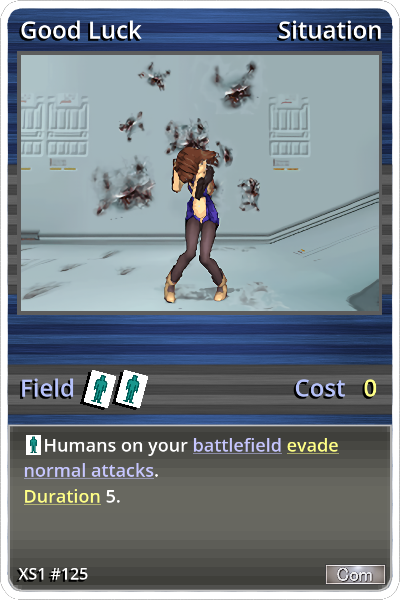 Good Luck Situation
Field Cost 0
Humans on your battlefield evade
normal attacks.
Duration 5.
XS1 #125 Com